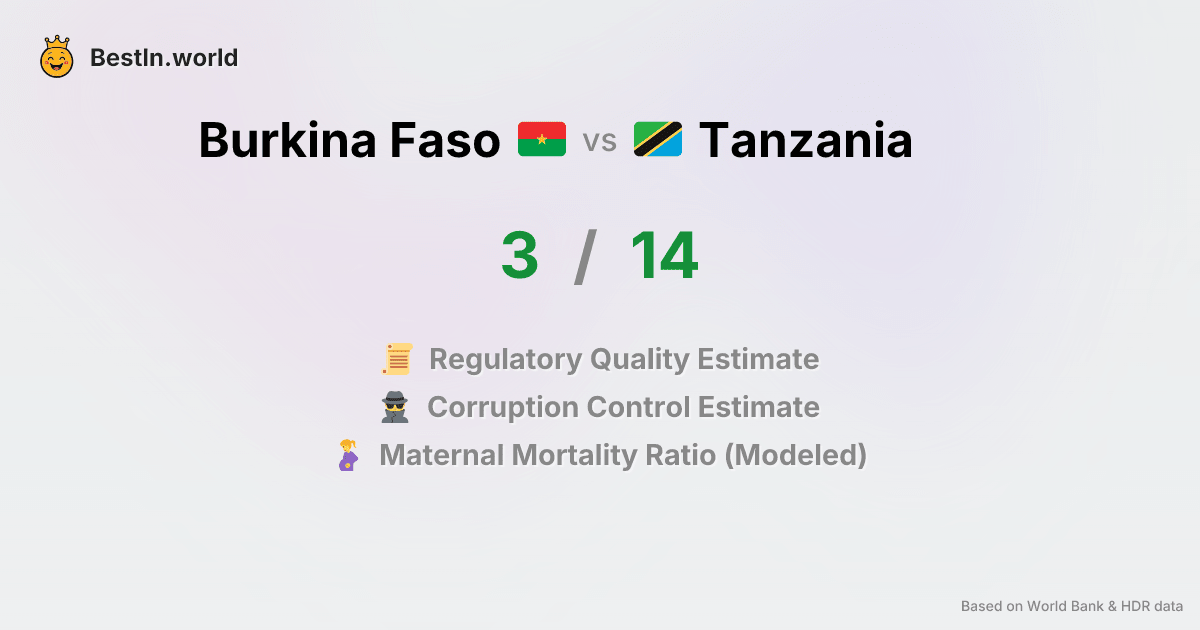 BestIn.world
Burkina Faso vs Tanzania
3 / 14
Regulatory Quality Estimate
Corruption Control Estimate
Maternal Mortality Ratio (Modeled)
Based on World Bank & HDR data